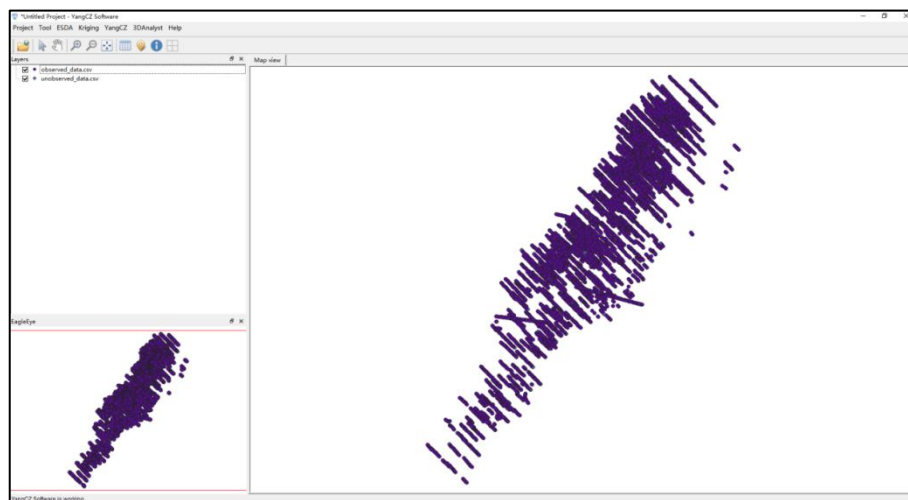 *Untitled Project - YangCZ Software
Project Tool ESDA Kriging YangCZ 3DAnalyst Help
Layers
Map view
observed_data.csv
unobserved_data.csv
EagleEye
YangCZ Software is working